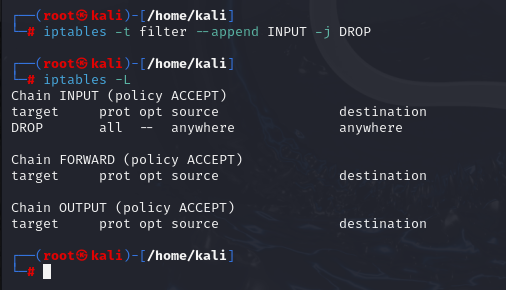 ┌──(root㉿kali)-[/home/kali]
└─# iptables -t filter --append INPUT -j DROP
┌──(root㉿kali)-[/home/kali]
└─# iptables -L
Chain INPUT (policy ACCEPT)
target     prot opt source               destination
DROP       all  --  anywhere             anywhere
Chain FORWARD (policy ACCEPT)
target     prot opt source               destination
Chain OUTPUT (policy ACCEPT)
target     prot opt source               destination
┌──(root㉿kali)-[/home/kali]
└─#